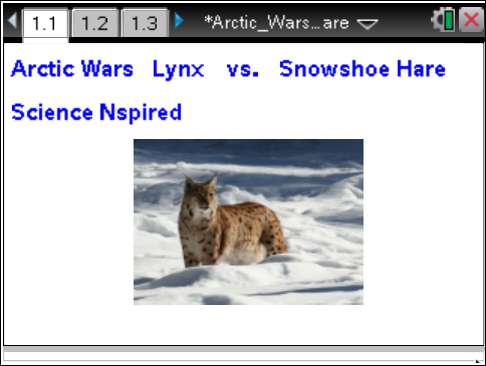 1.1 1.2 1.3 *Arctic_Wars…are
Arctic Wars Lynx vs. Snowshoe Hare
Science Nspired